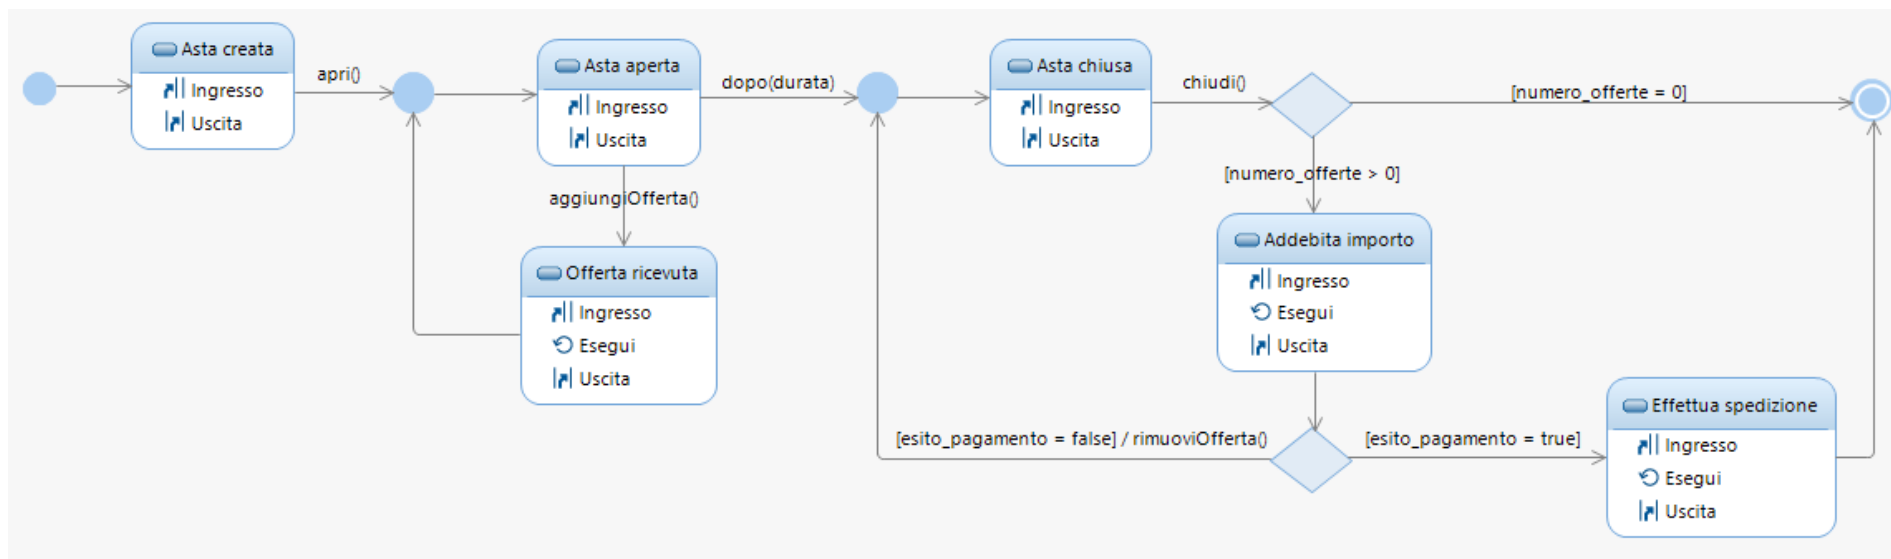 Asta creata
Ingresso
Uscita
apri()
Asta aperta
Ingresso
Uscita
dopo(durata)
aggiungiOfferta()
Offerta ricevuta
Ingresso
Esegui
Uscita
Asta chiusa
Ingresso
Uscita
chiudi()
[numero_offerte = 0]
[numero_offerte > 0]
Addebita importo
Ingresso
Esegui
Uscita
[esito_pagamento = false] / rimuoviOfferta()
[esito_pagamento = true]
Effettua spedizione
Ingresso
Esegui
Uscita